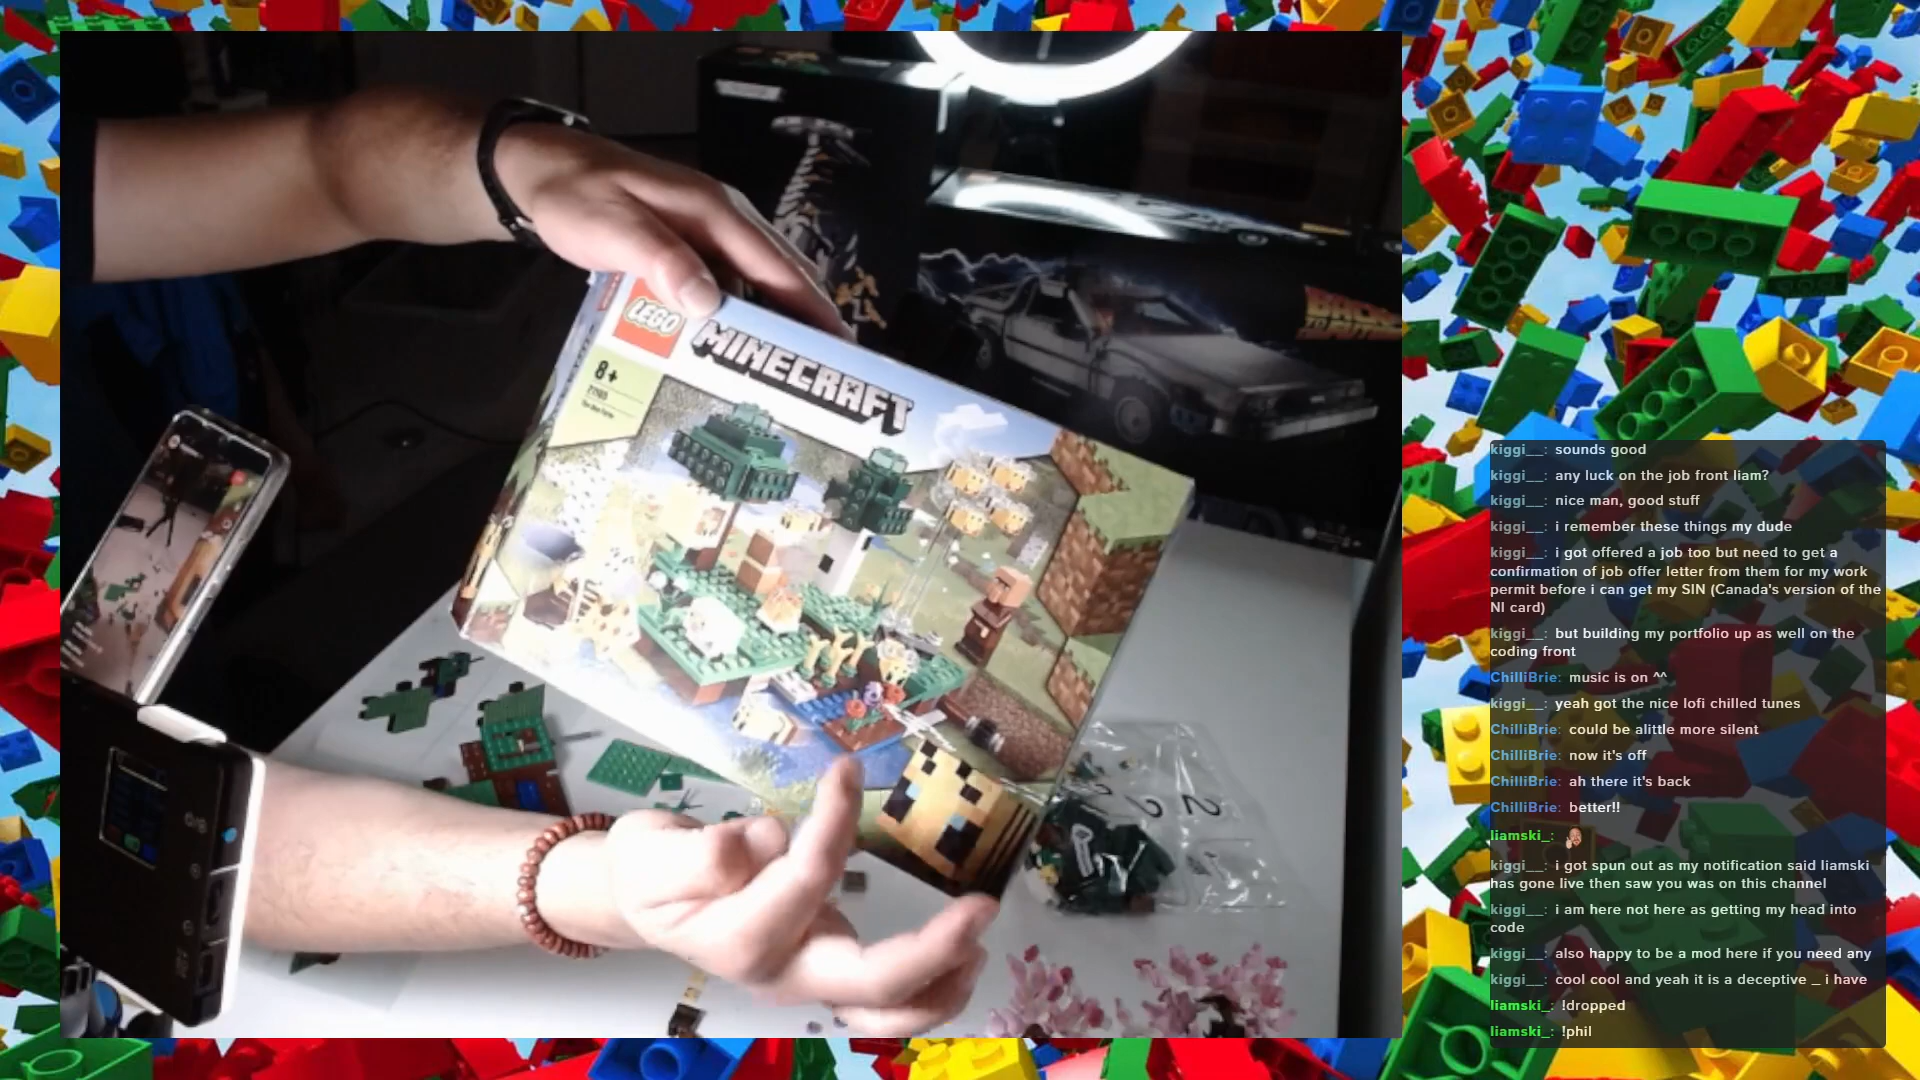 LEGO
MINECRAFT
8+
BACK
TO
FUTURE
kiggi__: sounds good
kiggi__: any luck on the job front liam?
kiggi__: nice man, good stuff
kiggi__: i remember these things my dude
kiggi__: i got offered a job too but need to get a
confirmation of job offer letter from them for my work
permit before i can get my SIN (Canada's version of the
NI card)
kiggi__: but building my portfolio up as well on the
coding front
ChilliBrie: music is on ^^
kiggi__: yeah got the nice lofi chilled tunes
ChilliBrie: could be alittle more silent
ChilliBrie: now it's off
ChilliBrie: ah there it's back
ChilliBrie: better!!
liamski_:
kiggi__: i got spun out as my notification said liamski
has gone live then saw you was on this channel
kiggi__: i am here not here as getting my head into
code
kiggi__: also happy to be a mod here if you need any
kiggi__: cool cool and yeah it is a deceptive _ i have
liamski_: !dropped
liamski_: !phil